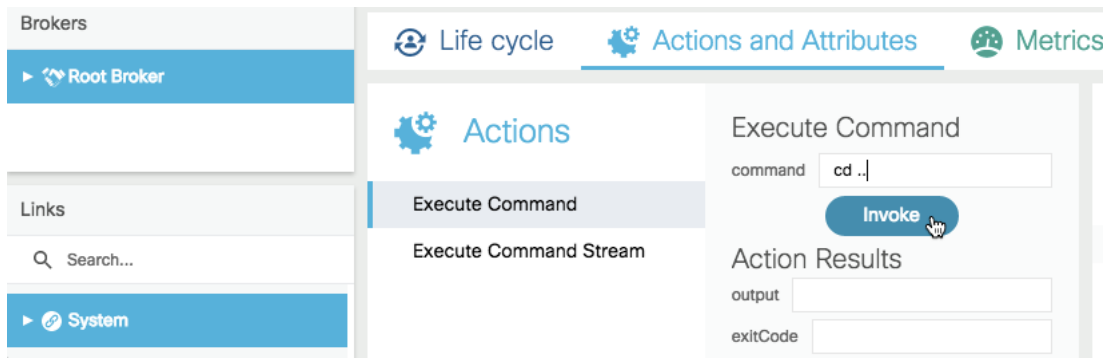 Brokers
Root Broker
Links
Search...
System
Life cycle
Actions and Attributes
Metrics
Actions
Execute Command
Execute Command Stream
Execute Command
command
cd ..
Invoke
Action Results
output
exitCode